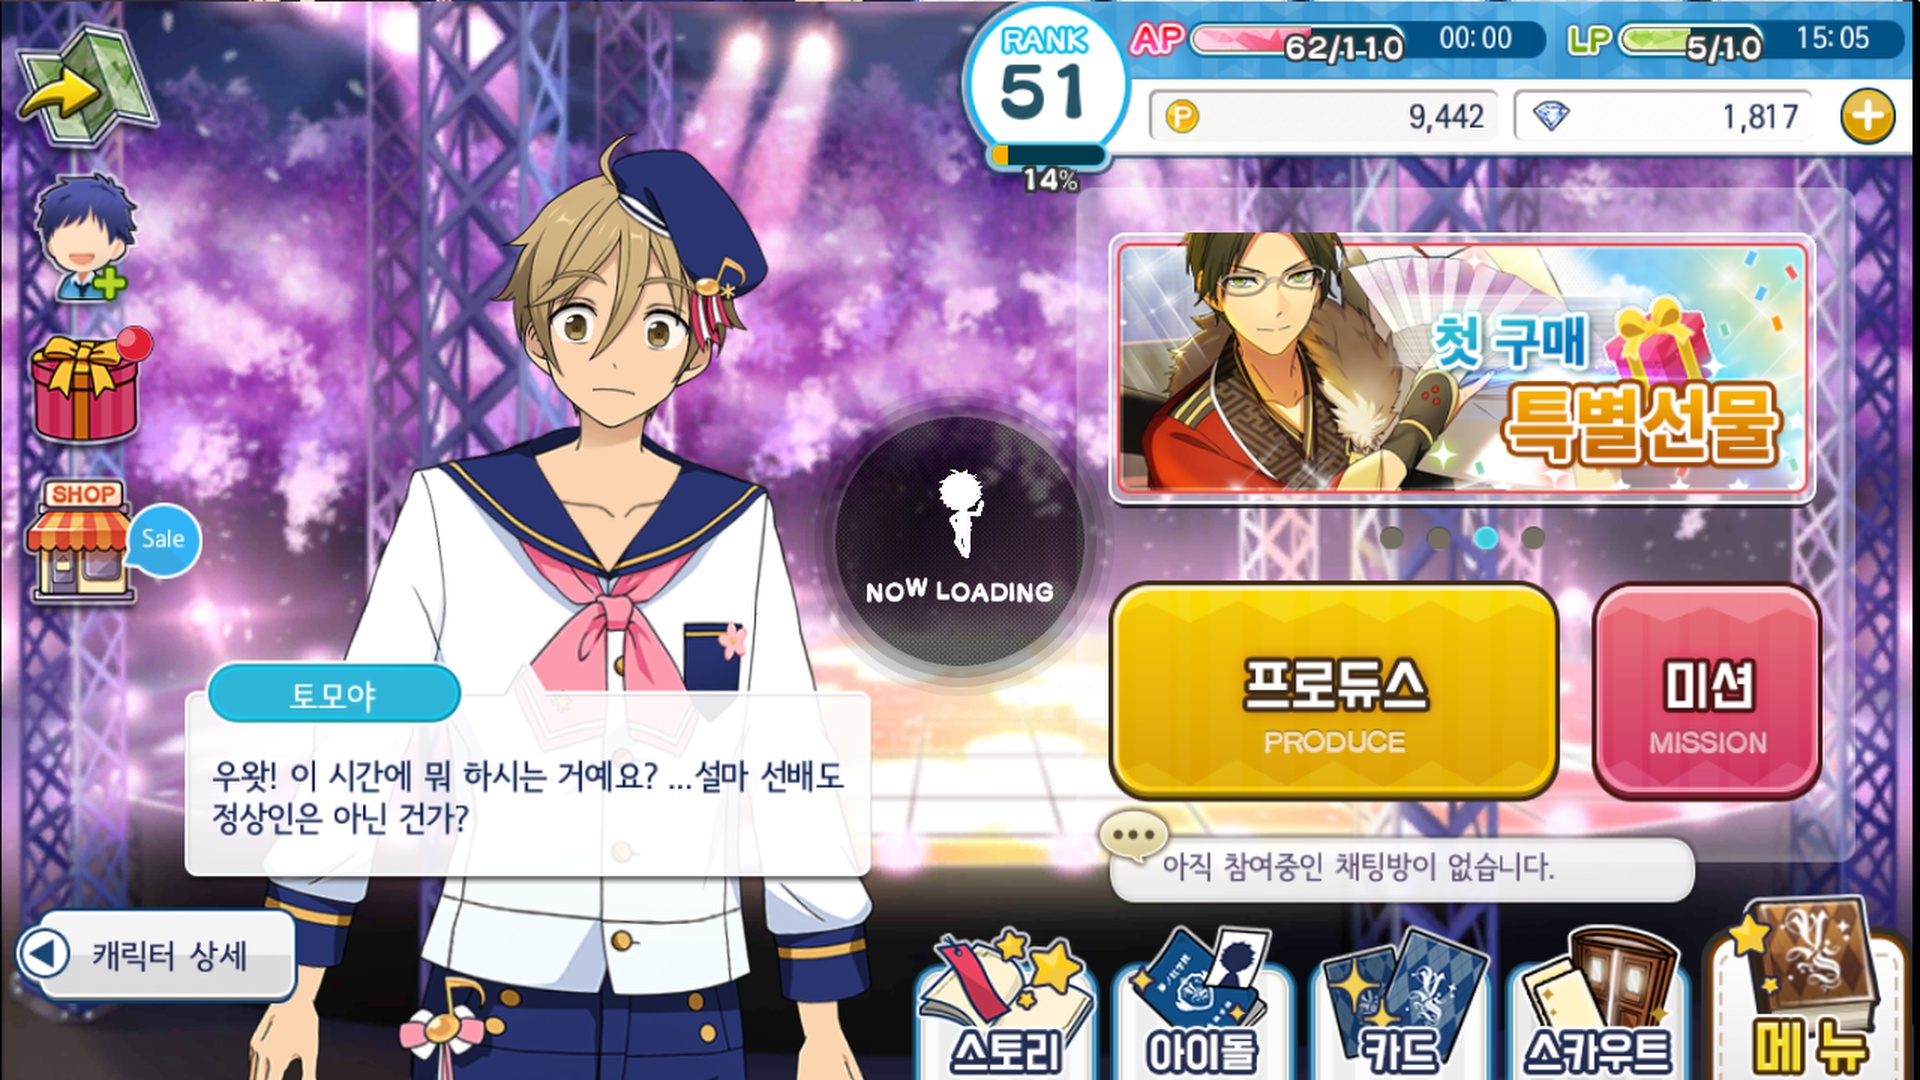 RANK
51
14%
AP
62/110
00:00
LP
5/10
15:05
P
9,442
1,817
SHOP
Sale
첫 구매
특별선물
NOW LOADING
토모야
우왓! 이 시간에 뭐 하시는 거예요? ...설마 선배도
정상인은 아닌 건가?
프로듀스
PRODUCE
미션
MISSION
아직 참여중인 채팅방이 없습니다.
캐릭터 상세
스토리
아이돌
카드
스카우트
메뉴